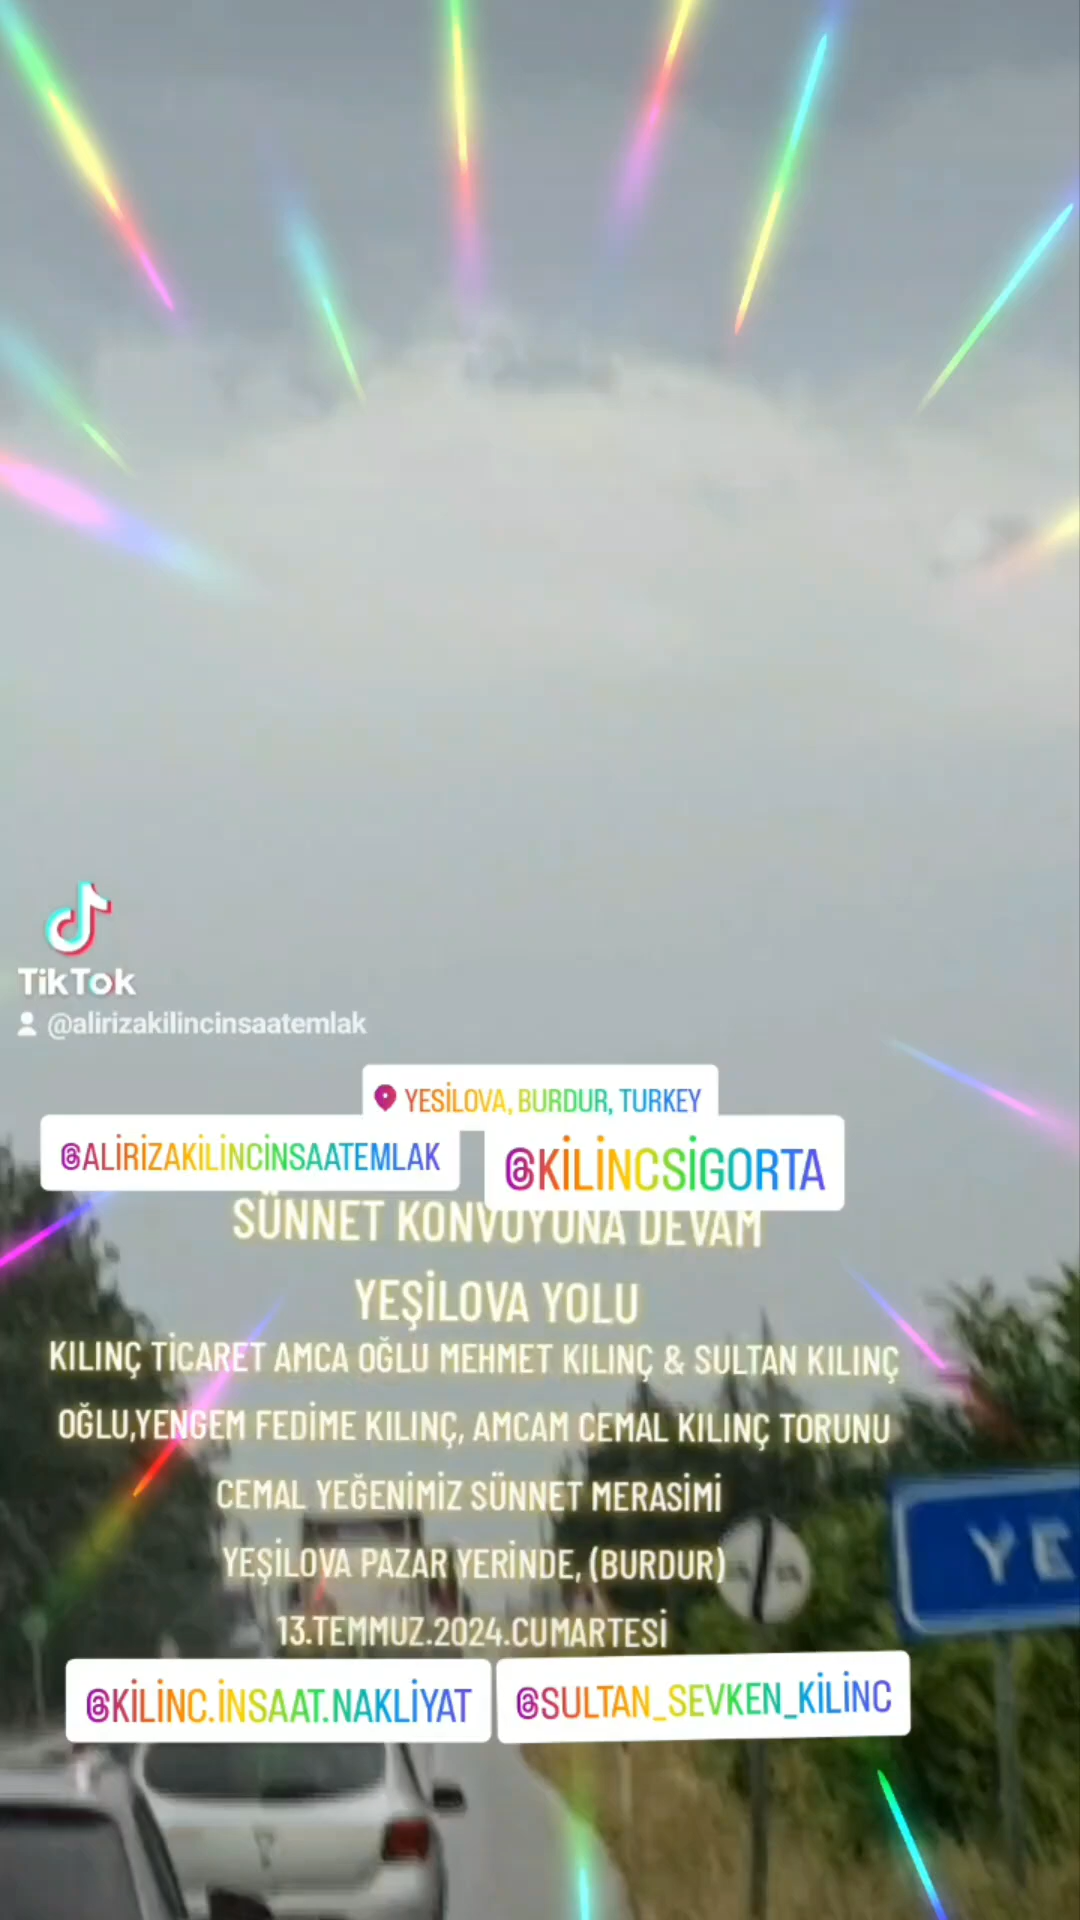 TikTok
@alirizakilincinsaatemlak
YESİLOVA, BURDUR, TURKEY
@ALİRİZAKİLİNCİNSAATEMLAK
@KİLİNCSİGORTA
SÜNNET KONVOYUNA DEVAM
YEŞİLOVA YOLU
KILINÇ TİCARET AMCA OĞLU MEHMET KILINÇ & SULTAN KILINÇ
OĞLU,YENGEM FEDİME KILINÇ, AMCAM CEMAL KILINÇ TORUNU
CEMAL YEĞENİMİZ SÜNNET MERASİMİ
YEŞİLOVA PAZAR YERİNDE, (BURDUR)
13.TEMMUZ.2024.CUMARTESİ
YE
@KİLİNC.İNSAAT.NAKLİYAT
@SULTAN_SEVKEN_KİLİNC